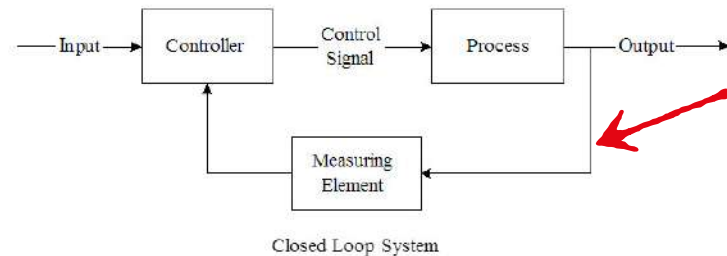 Input
Controller
Control
Signal
Process
Output
Measuring
Element
Closed Loop System